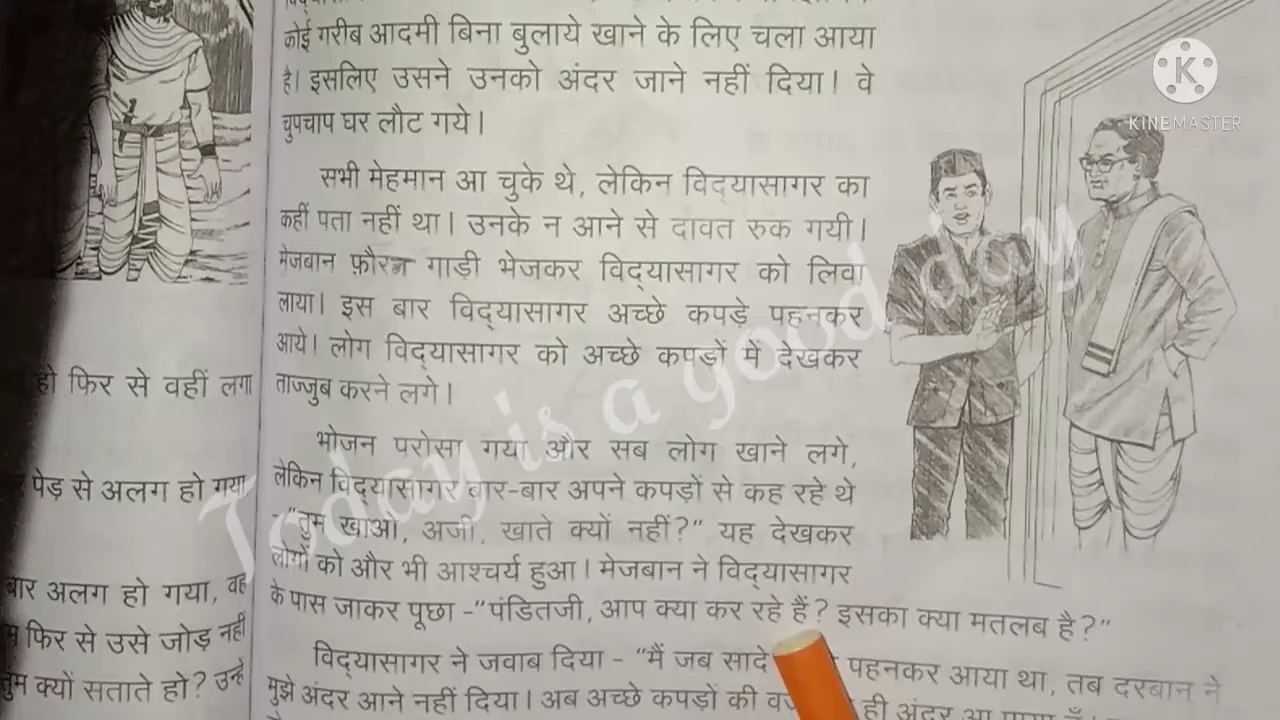 कोई गरीब आदमी बिना बुलाये खाने के लिए चला आया
है। इसलिए उसने उनको अंदर जाने नहीं दिया। वे
चुपचाप घर लौट गये।
सभी मेहमान आ चुके थे, लेकिन विद्यासागर का
कहीं पता नहीं था। उनके न आने से दावत रुक गयी।
मेजबान फ़ौरन गाड़ी भेजकर विद्यासागर को लिवा
लाया। इस बार विद्यासागर अच्छे कपड़े पहनकर
आये। लोग विद्यासागर को अच्छे कपड़ों में देखकर
ताज्जुब करने लगे।
भोजन परोसा गया और सब लोग खाने लगे,
लेकिन विद्यासागर बार-बार अपने कपड़ों से कह रहे थे
-"तुम खाओ, अजी, खाते क्यों नहीं?" यह देखकर
लोगों को और भी आश्चर्य हुआ। मेजबान ने विद्यासागर
के पास जाकर पूछा -"पंडितजी, आप क्या कर रहे हैं? इसका क्या मतलब है?"
विद्यासागर ने जवाब दिया - "मैं जब सादे पहनकर आया था, तब दरबान ने
मुझे अंदर आने नहीं दिया। अब अच्छे कपड़ों की ही अंदर आ
हो फिर से वहीं लगा
पेड़ से अलग हो गया
बार अलग हो गया, वह
फिर से उसे जोड़ नहीं
तुम क्यों सताते हो? उन्हें
Today is a good day
K
KINEMASTER